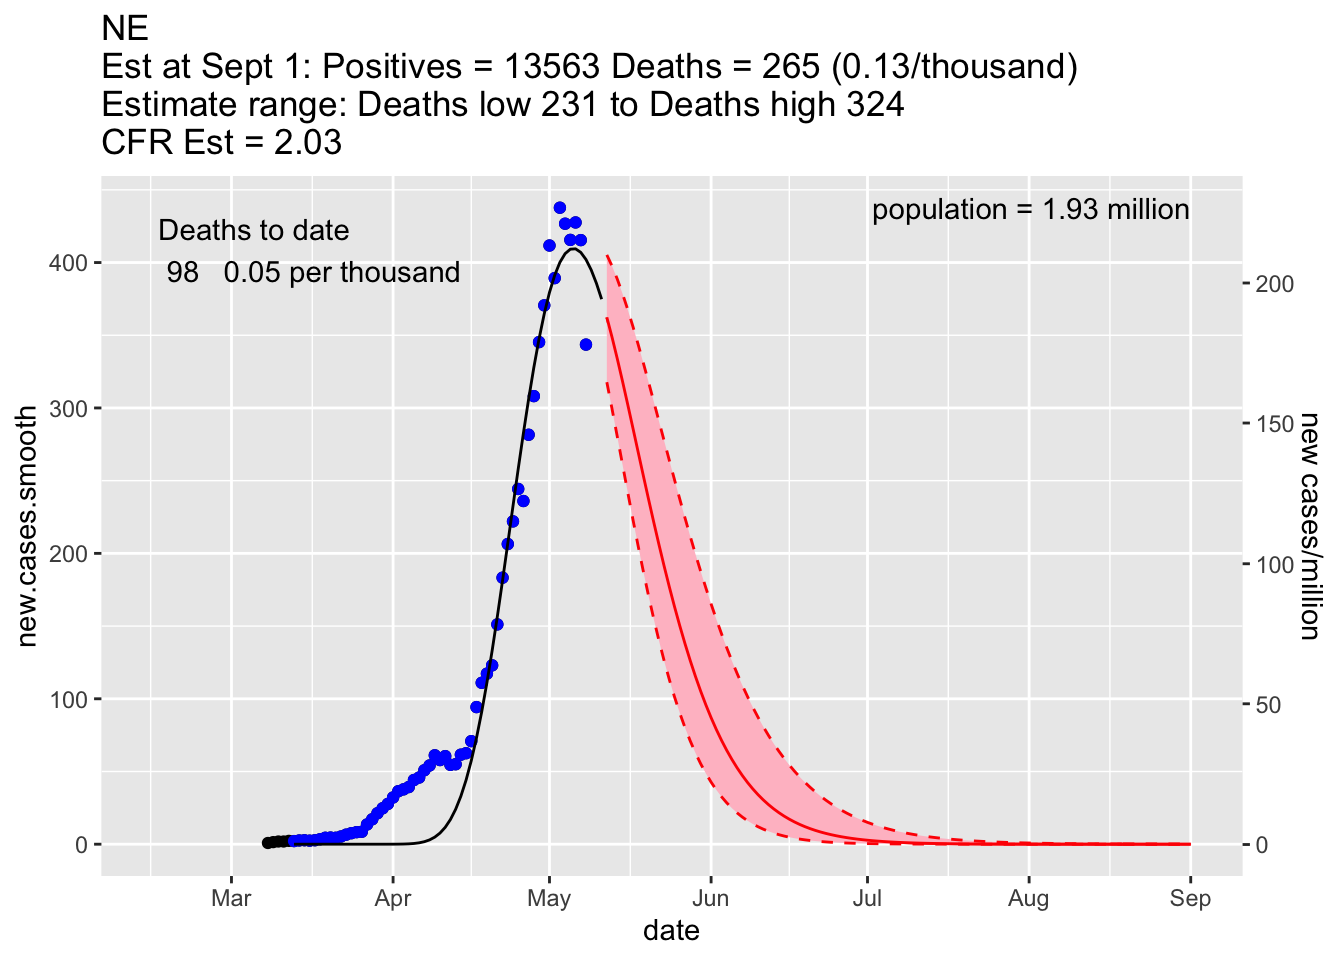 NE
Est at Sept 1: Positives = 13563 Deaths = 265 (0.13/thousand)
Estimate range: Deaths low 231 to Deaths high 324
CFR Est = 2.03
population = 1.93 million
Deaths to date
98 0.05 per thousand
400
300
200
100
0
new.cases.smooth
200
150
100
50
0
new cases/million
Mar
Apr
May
Jun
Jul
Aug
Sep
date